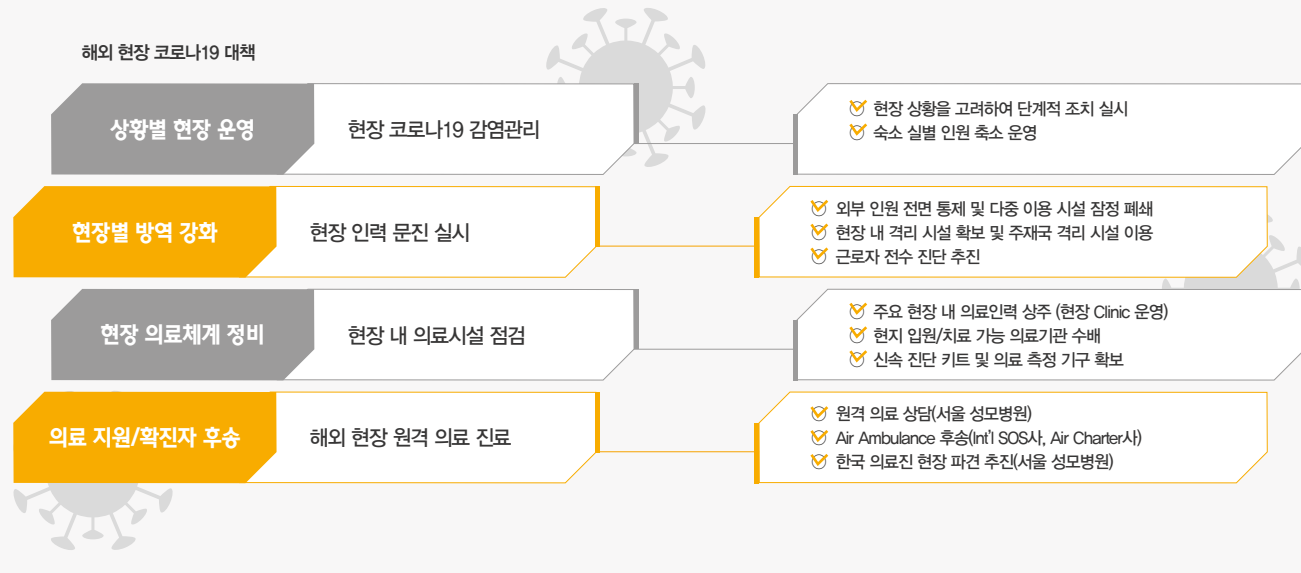 해외 현장 코로나19 대책
상황별 현장 운영
현장 코로나19 감염관리
현장 상황을 고려하여 단계적 조치 실시
숙소 실별 인원 축소 운영
현장별 방역 강화
현장 인력 문진 실시
외부 인원 전면 통제 및 다중 이용 시설 잠정 폐쇄
현장 내 격리 시설 확보 및 주재국 격리 시설 이용
근로자 전수 진단 추진
현장 의료체계 정비
현장 내 의료시설 점검
주요 현장 내 의료인력 상주 (현장 Clinic 운영)
현지 입원/치료 가능 의료기관 수배
신속 진단 키트 및 의료 측정 기구 확보
의료 지원/확진자 후송
해외 현장 원격 의료 진료
원격 의료 상담(서울 성모병원)
Air Ambulance 후송(Int'l SOS사, Air Charter사)
한국 의료진 현장 파견 추진(서울 성모병원)